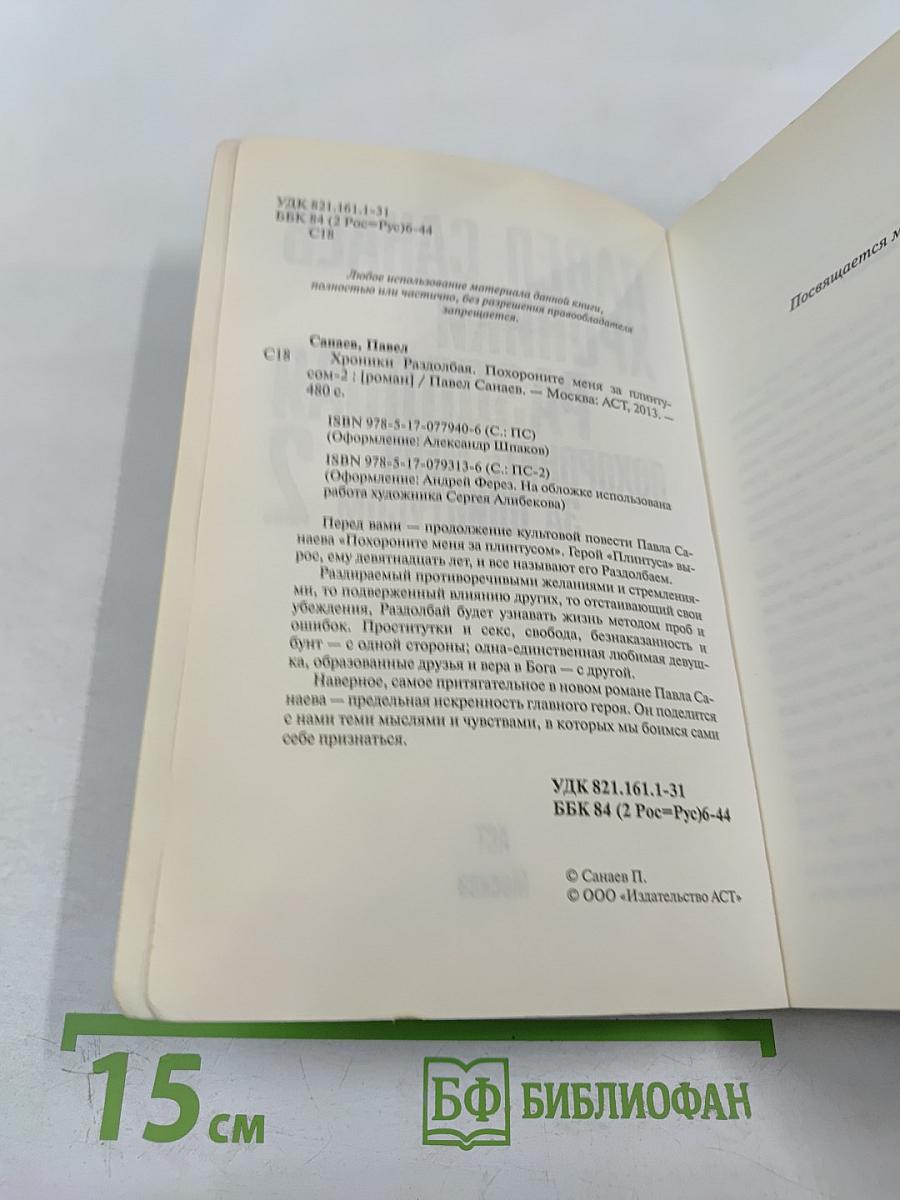 УДК 821.161.1-31
ББК 84 (2 Рос=Рус)6-44
С18
Любое использование материала данной книги,
полностью или частично, без разрешения правообладателя
запрещается.
Санаев, Павел
С18 Хроники Раздолбая. Похороните меня за плинту-
сом-2 : [роман] / Павел Санаев. — Москва: АСТ, 2013. —
480 с.
ISBN 978-5-17-077940-6 (С.: ПС)
(Оформление: Александр Шпаков)
ISBN 978-5-17-079313-6 (С.: ПС-2)
(Оформление: Андрей Ферез. На обложке использована
работа художника Сергея Алибекова)
Перед вами — продолжение культовой повести Павла Са-
наева «Похороните меня за плинтусом». Герой «Плинтуса» вы-
рос, ему девятнадцать лет, и все называют его Раздолбаем.
Раздираемый противоречивыми желаниями и стремления-
ми, то подверженный влиянию других, то отстаивающий свои
убеждения, Раздолбай будет узнавать жизнь методом проб и
ошибок. Проститутки и секс, свобода, безнаказанность и
бунт — с одной стороны; одна-единственная любимая девуш-
ка, образованные друзья и вера в Бога — с другой.
Наверное, самое притягательное в новом романе Павла Са-
наева — предельная искренность главного героя. Он поделится
с нами теми мыслями и чувствами, в которых мы боимся сами
себе признаться.
УДК 821.161.1-31
ББК 84 (2 Рос=Рус)6-44
© Санаев П.
© ООО «Издательство АСТ»
Посвящается м
15 см
БФ БИБЛИОФАН